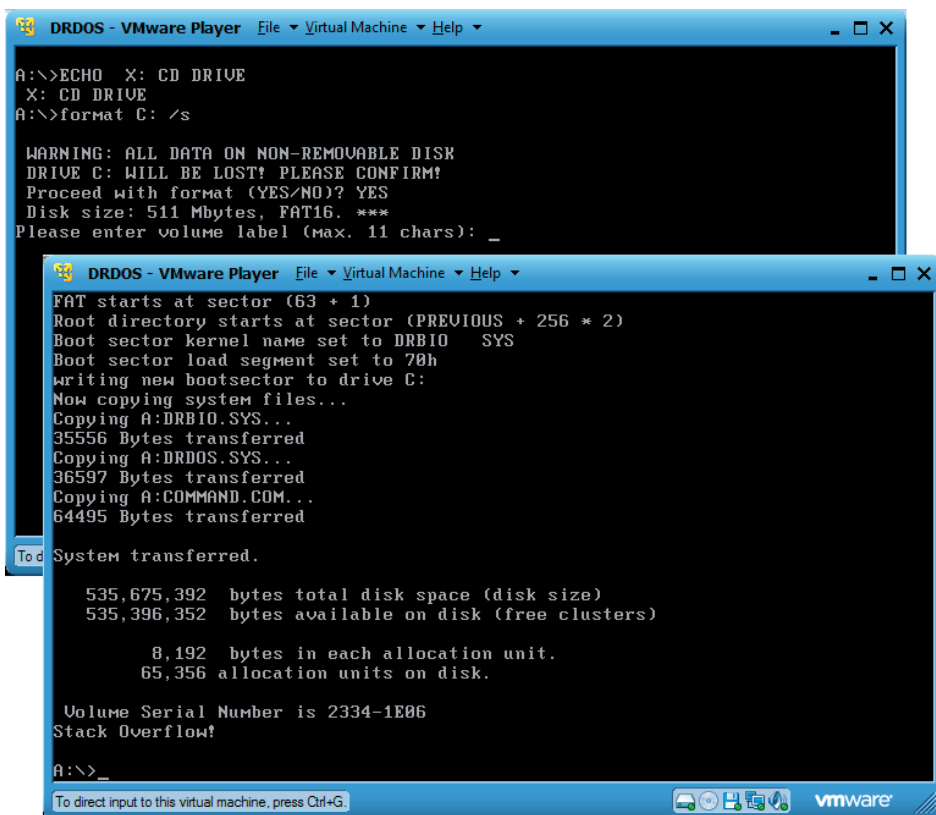 DRDOS - VMware Player File Virtual Machine Help
A:\>ECHO  X: CD DRIVE
 X: CD DRIVE
A:\>format C: /s
 WARNING: ALL DATA ON NON-REMOVABLE DISK
 DRIVE C: WILL BE LOST! PLEASE CONFIRM!
 Proceed with format (YES/NO)? YES
 Disk size: 511 Mbytes, FAT16. ***
Please enter volume label (max. 11 chars): _
To d
DRDOS - VMware Player File Virtual Machine Help
FAT starts at sector (63 + 1)
Root directory starts at sector (PREVIOUS + 256 * 2)
Boot sector kernel name set to DRBIO   SYS
Boot sector load segment set to 70h
writing new bootsector to drive C:
Now copying system files...
Copying A:DRBIO.SYS...
35556 Bytes transferred
Copying A:DRDOS.SYS...
36597 Bytes transferred
Copying A:COMMAND.COM...
64495 Bytes transferred
System transferred.
535,675,392  bytes total disk space (disk size)
535,396,352  bytes available on disk (free clusters)
8,192  bytes in each allocation unit.
65,356 allocation units on disk.
Volume Serial Number is 2334-1E06
Stack Overflow!
A:\>_
To direct input to this virtual machine, press Ctrl+G.
vmware